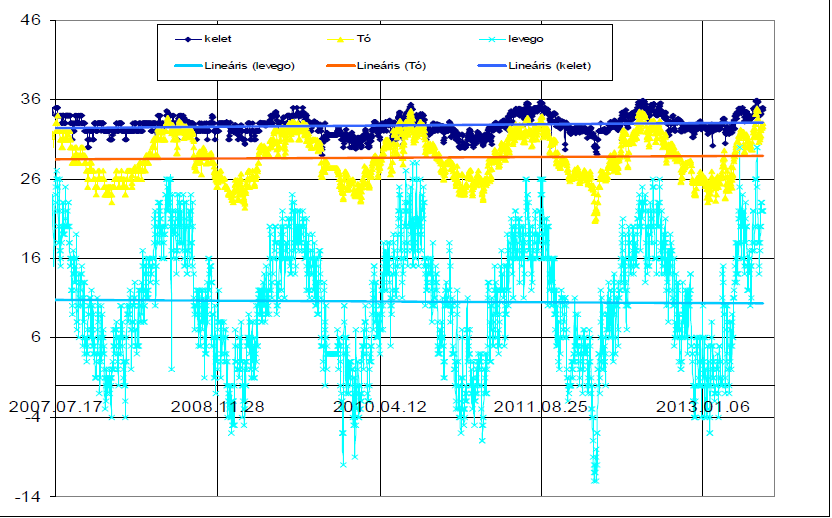 46
kelet
Tó
levego
Lineáris (levego)
Lineáris (Tó)
Lineáris (kelet)
36
26
16
6
2007.07.17
2008.11.28
2010.04.12
2011.08.25
2013.01.06
-4
-14